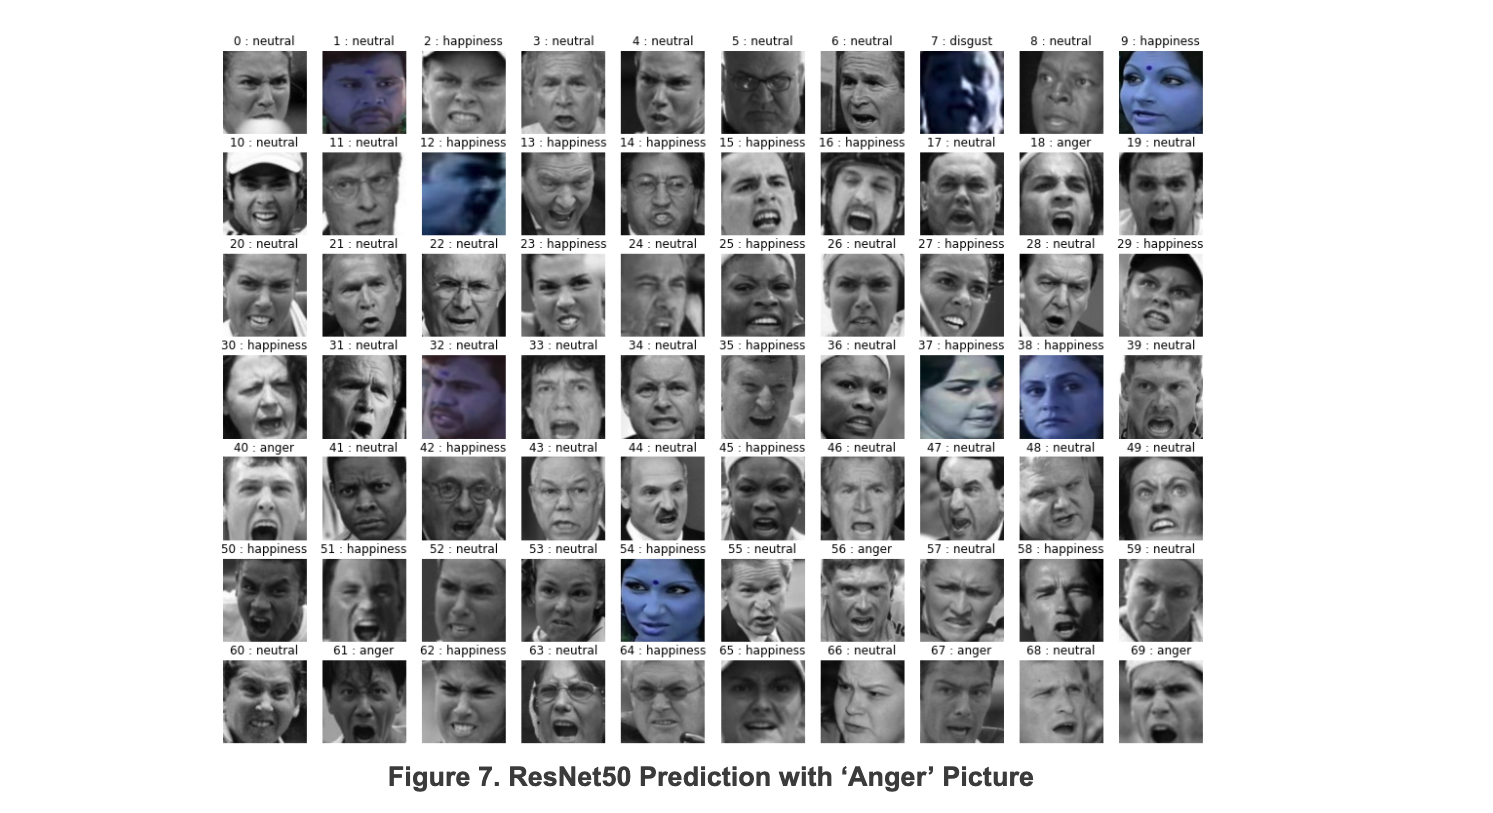 0 : neutral 1 : neutral 2 : happiness 3 : neutral 4 : neutral 5 : neutral 6 : neutral 7 : disgust 8 : neutral 9 : happiness
10 : neutral 11 : neutral 12 : happiness 13 : happiness 14 : happiness 15 : happiness 16 : happiness 17 : neutral 18 : anger 19 : neutral
20 : neutral 21 : neutral 22 : neutral 23 : happiness 24 : neutral 25 : happiness 26 : neutral 27 : happiness 28 : neutral 29 : happiness
30 : happiness 31 : neutral 32 : neutral 33 : neutral 34 : neutral 35 : happiness 36 : neutral 37 : happiness 38 : happiness 39 : neutral
40 : anger 41 : neutral 42 : happiness 43 : neutral 44 : neutral 45 : happiness 46 : neutral 47 : neutral 48 : neutral 49 : neutral
50 : happiness 51 : happiness 52 : neutral 53 : neutral 54 : happiness 55 : neutral 56 : anger 57 : neutral 58 : happiness 59 : neutral
60 : neutral 61 : anger 62 : happiness 63 : neutral 64 : happiness 65 : happiness 66 : neutral 67 : anger 68 : neutral 69 : anger
Figure 7. ResNet50 Prediction with ‘Anger’ Picture